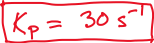 Kp = 30 s⁻¹